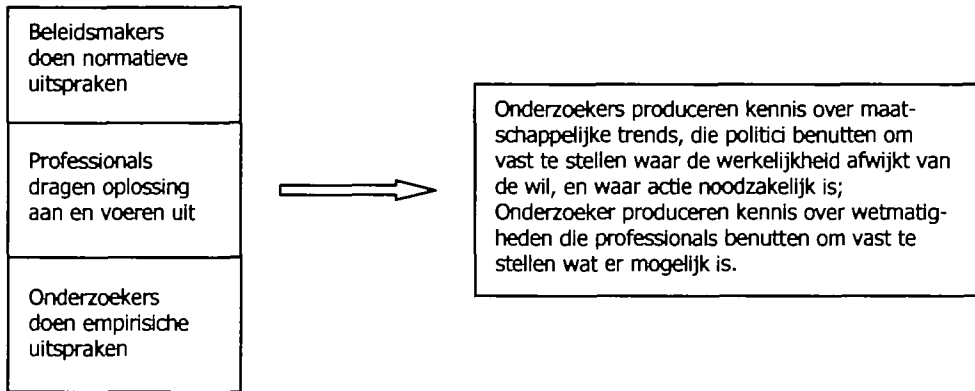 Beleidsmakers
doen normatieve
uitspraken
Professionals
dragen oplossing
aan en voeren uit
Onderzoekers
doen empirisiche
uitspraken
Onderzoekers produceren kennis over maat-
schappelijke trends, die politici benutten om
vast te stellen waar de werkelijkheid afwijkt van
de wil, en waar actie noodzakelijk is;
Onderzoeker produceren kennis over wetmatig-
heden die professionals benutten om vast te
stellen wat er mogelijk is.